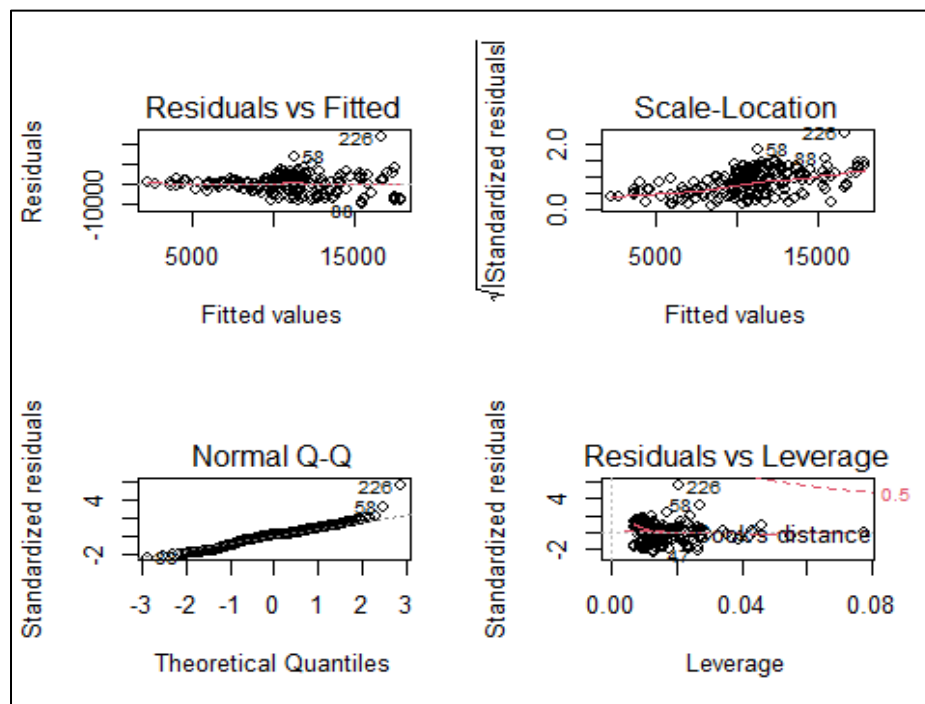 Residuals vs Fitted
Residuals
-10000
226
58
88
5000 15000
Fitted values
Scale-Location
√|Standardized residuals|
0.0 2.0
226
58
88
5000 15000
Fitted values
Normal Q-Q
Standardized residuals
-2 4
226
58
88
-3 -2 -1 0 1 2 3
Theoretical Quantiles
Residuals vs Leverage
Standardized residuals
-2 4
226
58
47
0.5
Cook's distance
0.00 0.04 0.08
Leverage